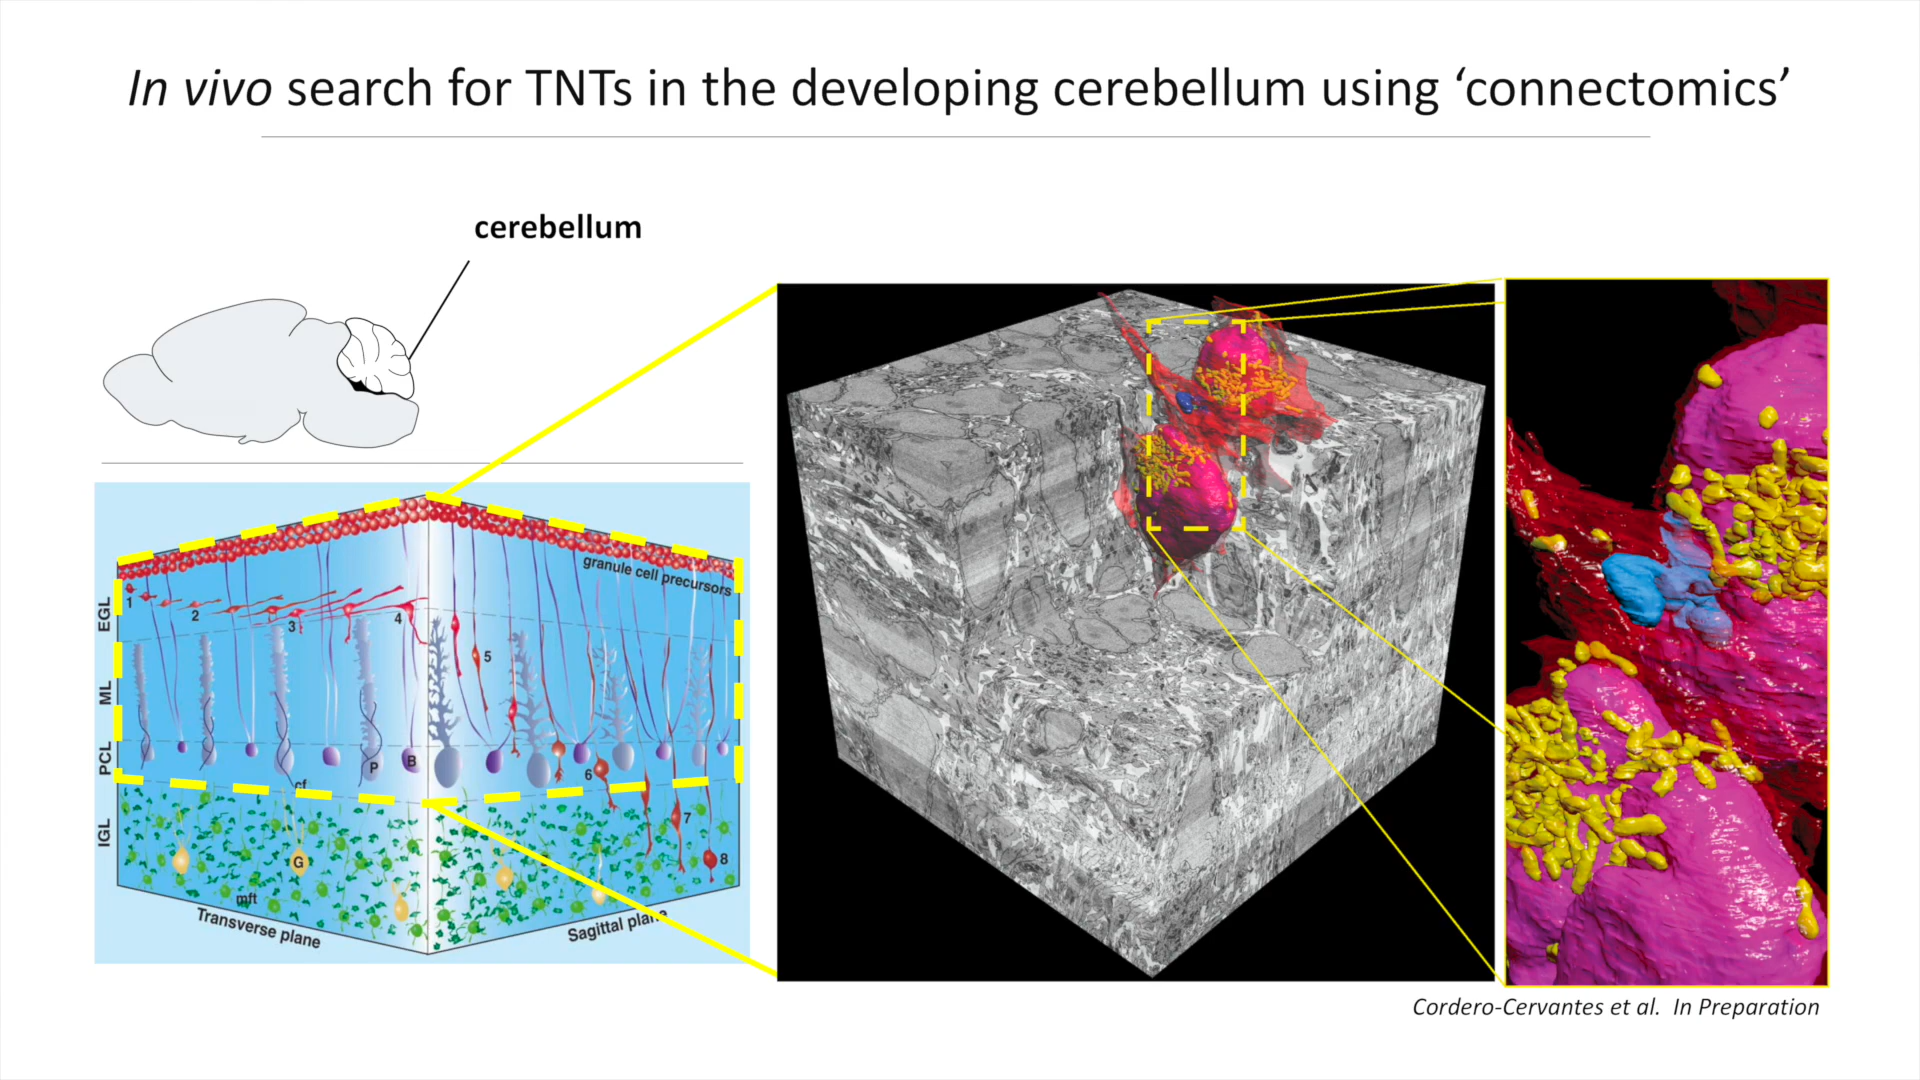 In vivo search for TNTs in the developing cerebellum using ‘connectomics’
cerebellum
granule cell precursors
EGL
1
2
3
4
5
ML
PCL
P
B
6
cf
IGL
7
G
8
mft
Transverse plane
Sagittal plane
Cordero-Cervantes et al. In Preparation